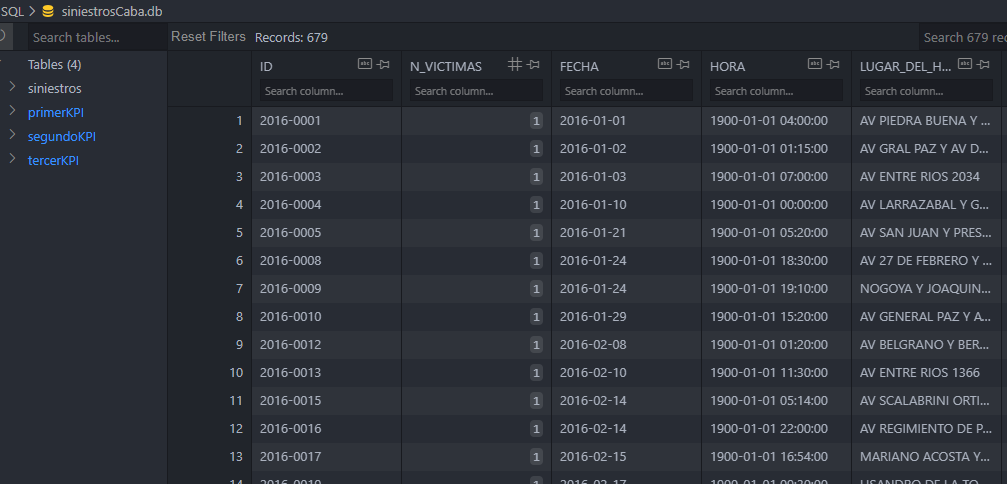 SQL > siniestrosCaba.db
Search tables... Reset Filters Records: 679 Search 679 rec
Tables (4)
siniestros
primerKPI
segundoKPI
tercerKPI
ID N_VICTIMAS FECHA HORA LUGAR_DEL_H...
Search column... Search column... Search column... Search column... Search column...
1 2016-0001 1 2016-01-01 1900-01-01 04:00:00 AV PIEDRA BUENA Y ...
2 2016-0002 1 2016-01-02 1900-01-01 01:15:00 AV GRAL PAZ Y AV D...
3 2016-0003 1 2016-01-03 1900-01-01 07:00:00 AV ENTRE RIOS 2034
4 2016-0004 1 2016-01-10 1900-01-01 00:00:00 AV LARRAZABAL Y G...
5 2016-0005 1 2016-01-21 1900-01-01 05:20:00 AV SAN JUAN Y PRES...
6 2016-0008 1 2016-01-24 1900-01-01 18:30:00 AV 27 DE FEBRERO Y ...
7 2016-0009 1 2016-01-24 1900-01-01 19:10:00 NOGOYA Y JOAQUIN...
8 2016-0010 1 2016-01-29 1900-01-01 15:20:00 AV GENERAL PAZ Y A...
9 2016-0012 1 2016-02-08 1900-01-01 01:20:00 AV BELGRANO Y BER...
10 2016-0013 1 2016-02-10 1900-01-01 11:30:00 AV ENTRE RIOS 1366
11 2016-0015 1 2016-02-14 1900-01-01 05:14:00 AV SCALABRINI ORTI...
12 2016-0016 1 2016-02-14 1900-01-01 22:00:00 AV REGIMIENTO DE P...
13 2016-0017 1 2016-02-15 1900-01-01 16:54:00 MARIANO ACOSTA Y...